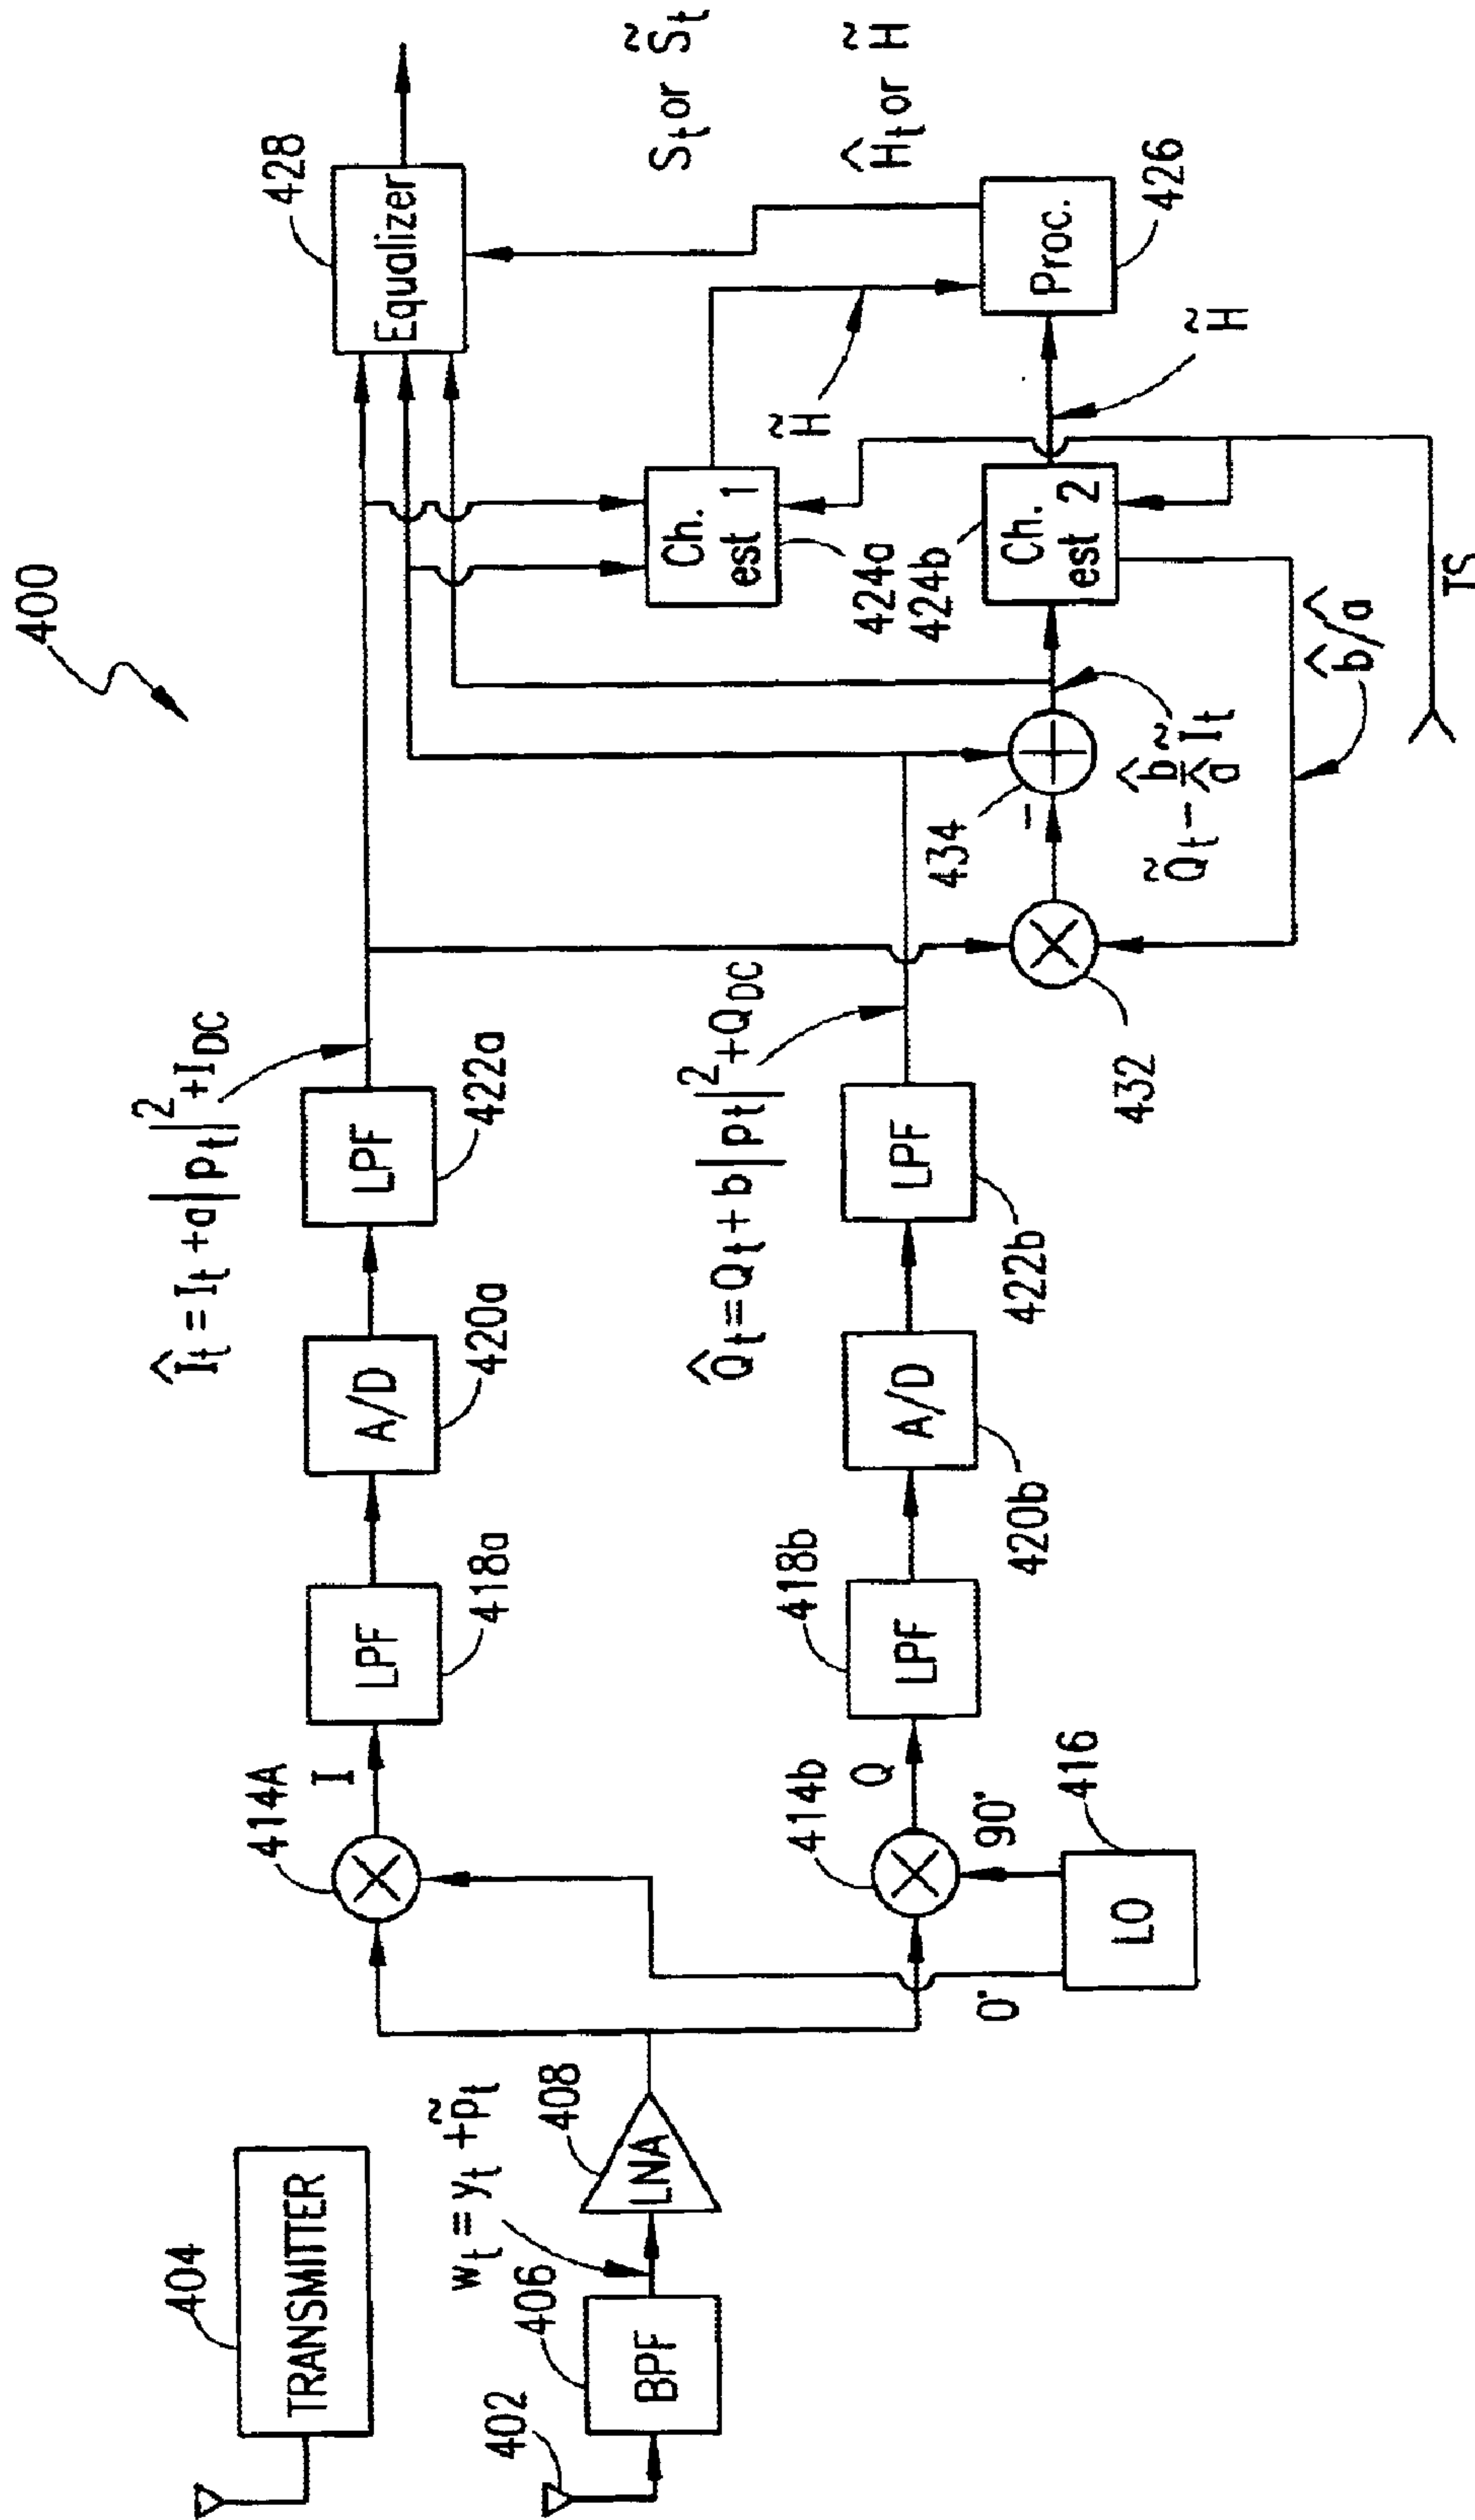 400
404
TRANSMITTER
402
406
BPF
w_t = y_t + p̃_t
408
LNA
414A
I
414b
Q
0°
90°
416
LO
418a
LPF
418b
LPF
420a
A/D
420b
A/D
422a
LPF
422b
LPF
Î_t = I_t + a|p_t|² + I_DC
Q̂_t = Q_t + b|p_t|² + Q_DC
432
434
-
Q̃_t - b̂/â Ĩ_t
b̂/â
TS
424a
Ch. est 1
424b
Ch. est 2
H̃
H̃
426
Proc.
428
Equalizer
S_t or S̃_t
Ĥ_t or H̃